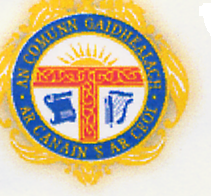 AN COMUNN GAIDHEALACH
AR CANAIN 'S AR CEOL